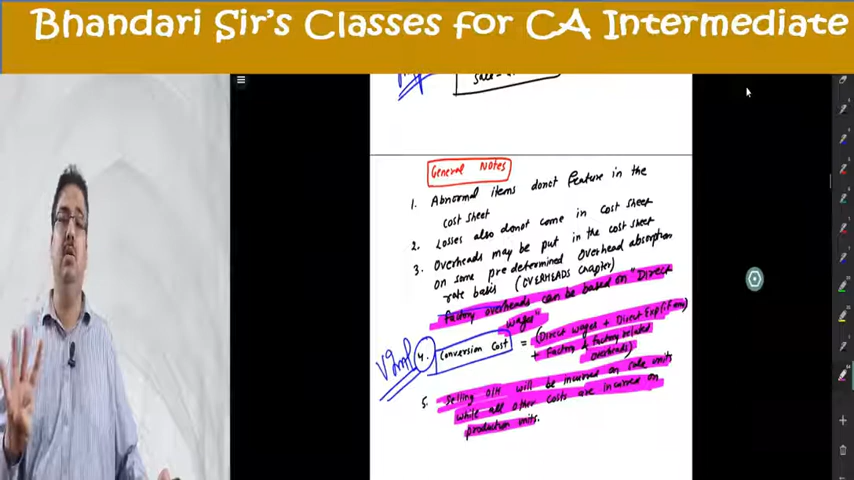 Bhandari Sir's Classes for CA Intermediate
General Notes
1. Abnormal items donot feature in the
cost sheet
2. Losses also donot come in cost sheet
3. Overheads may be put in the cost sheet
on some pre determined Overhead absorption
rate basis (OVERHEADS Chapter)
factory overheads can be based on "Direct
wages"
V Imp 4. Conversion Cost = (Direct wages + Direct Exp
+ Factory & factory related
overheads)
5. Selling O/H will be incurred on sale units
while all other costs are incurred on
production units.